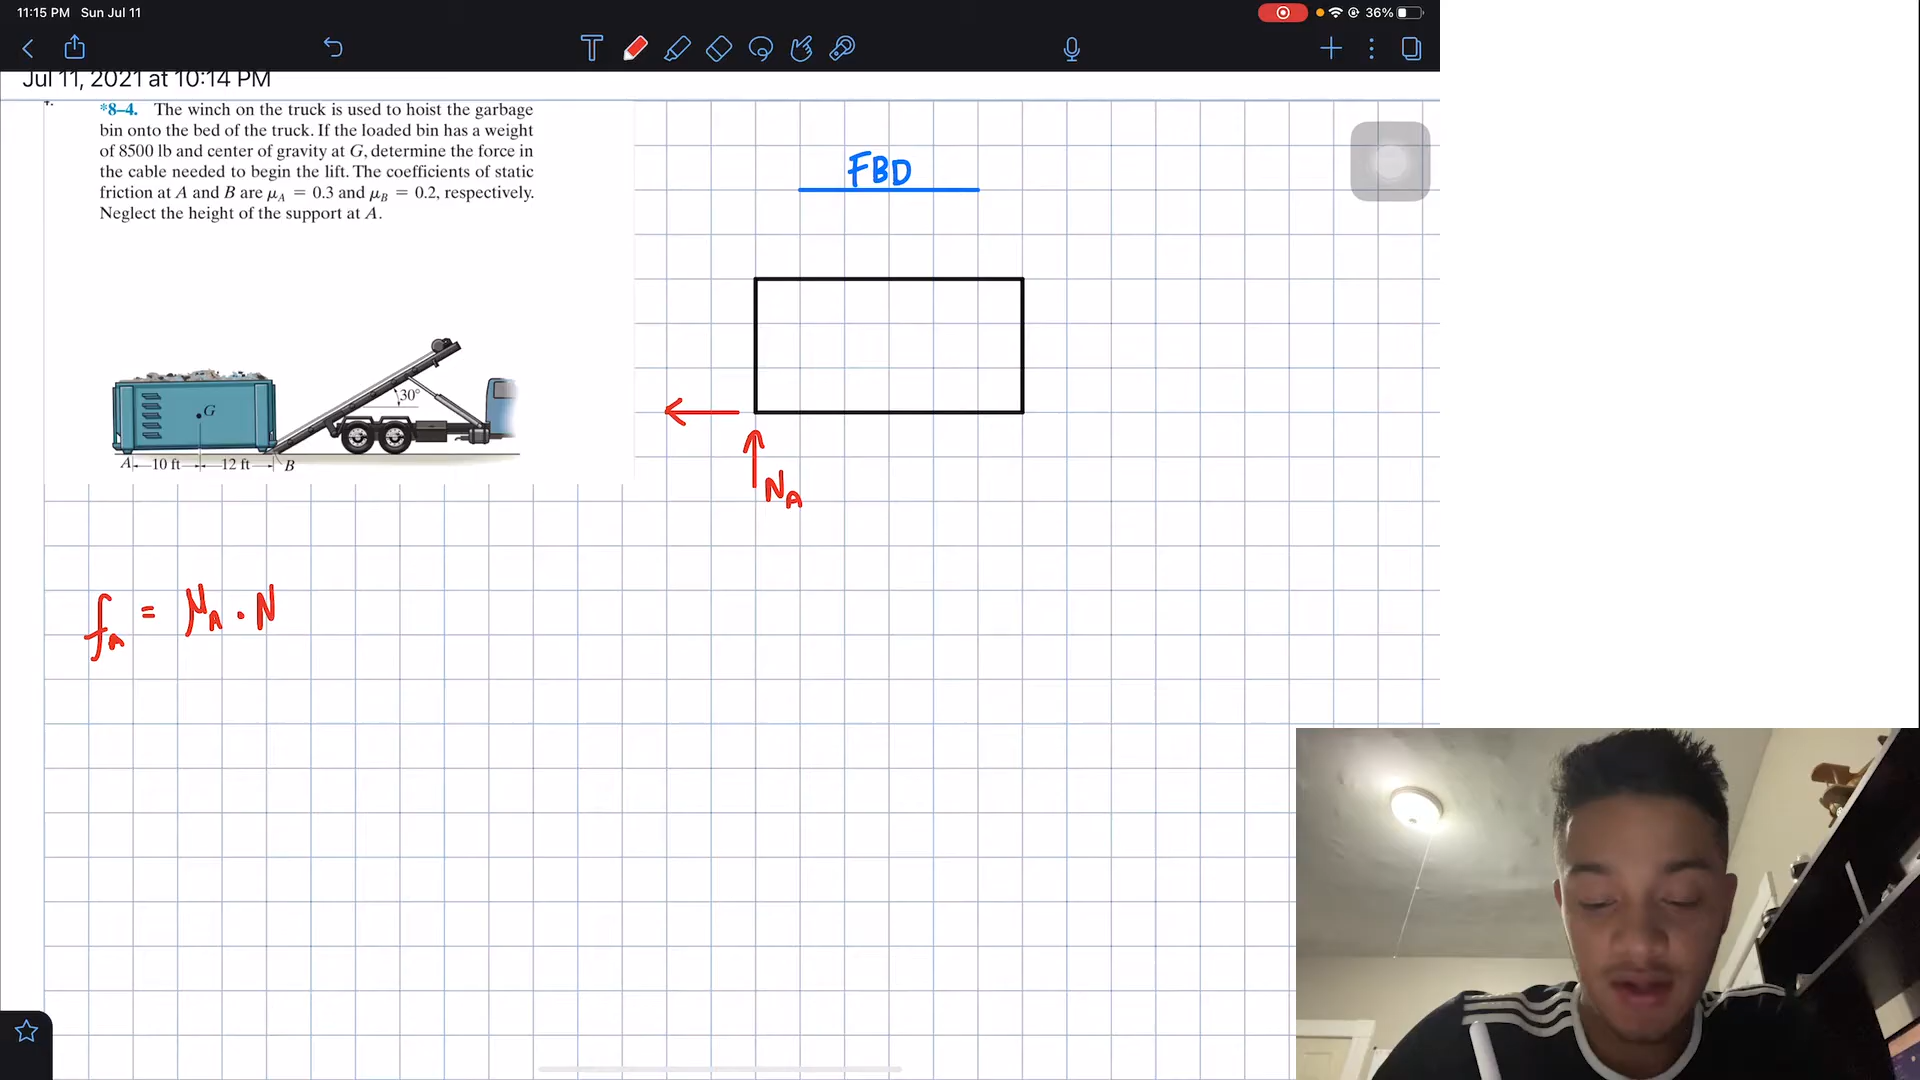 11:15 PM Sun Jul 11
36%
Jul 11, 2021 at 10:14 PM
*8–4. The winch on the truck is used to hoist the garbage
bin onto the bed of the truck. If the loaded bin has a weight
of 8500 lb and center of gravity at G, determine the force in
the cable needed to begin the lift. The coefficients of static
friction at A and B are μA = 0.3 and μB = 0.2, respectively.
Neglect the height of the support at A.
G
30°
A 10 ft 12 ft B
FBD
NA
fA = μA · N